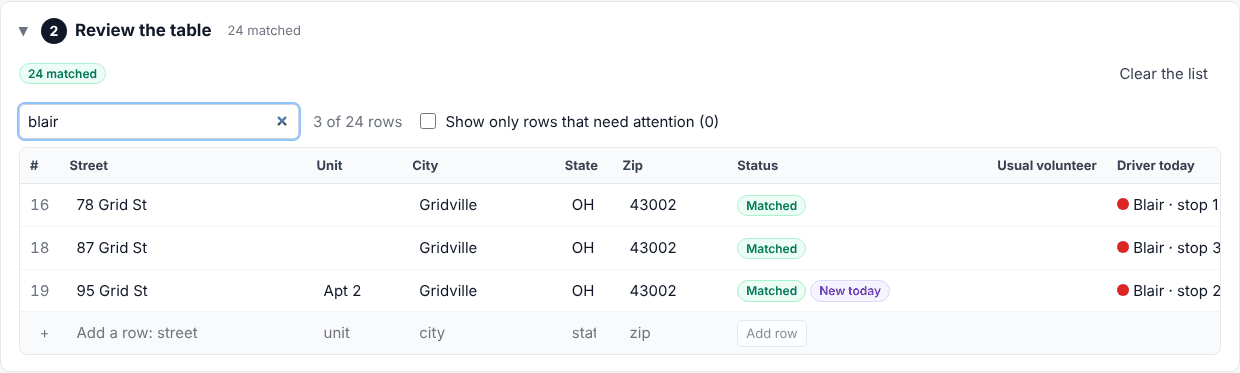 ▼ 2 Review the table 24 matched
24 matched Clear the list
blair × 3 of 24 rows Show only rows that need attention (0)
# Street Unit City State Zip Status Usual volunteer Driver today
16 78 Grid St Gridville OH 43002 Matched Blair · stop 1
18 87 Grid St Gridville OH 43002 Matched Blair · stop 3
19 95 Grid St Apt 2 Gridville OH 43002 Matched New today Blair · stop 2
+ Add a row: street unit city stat zip Add row